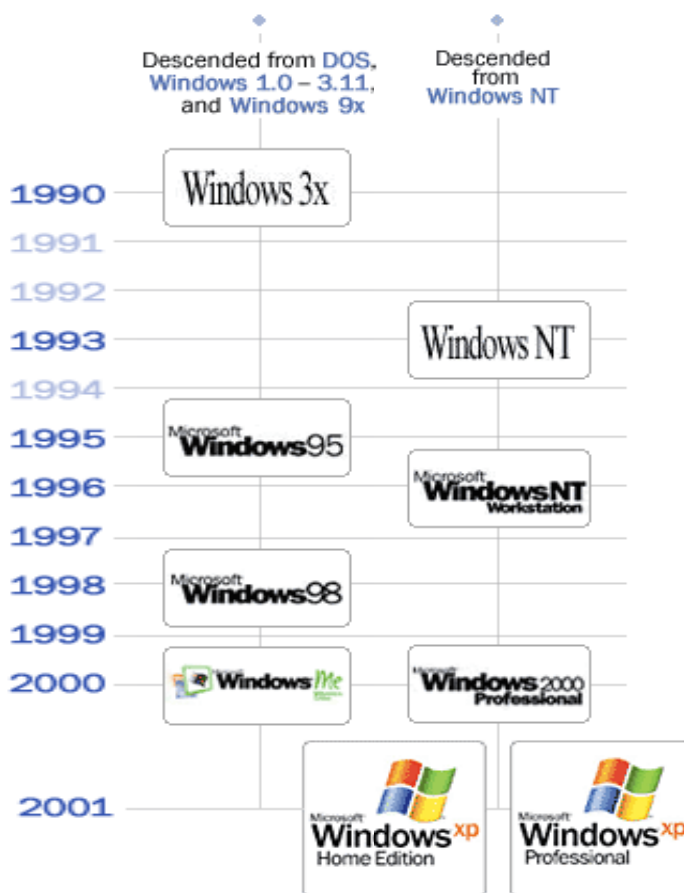 Descended from DOS,
Windows 1.0 – 3.11,
and Windows 9x
Descended
from
Windows NT
1990
Windows 3x
1991
1992
1993
Windows NT
1994
1995
Microsoft
Windows95
1996
Microsoft
WindowsNT
Workstation
1997
1998
Microsoft
Windows98
1999
2000
Windows Me
Microsoft
Windows 2000
Professional
2001
Microsoft
Windows xp
Home Edition
Microsoft
Windows xp
Professional